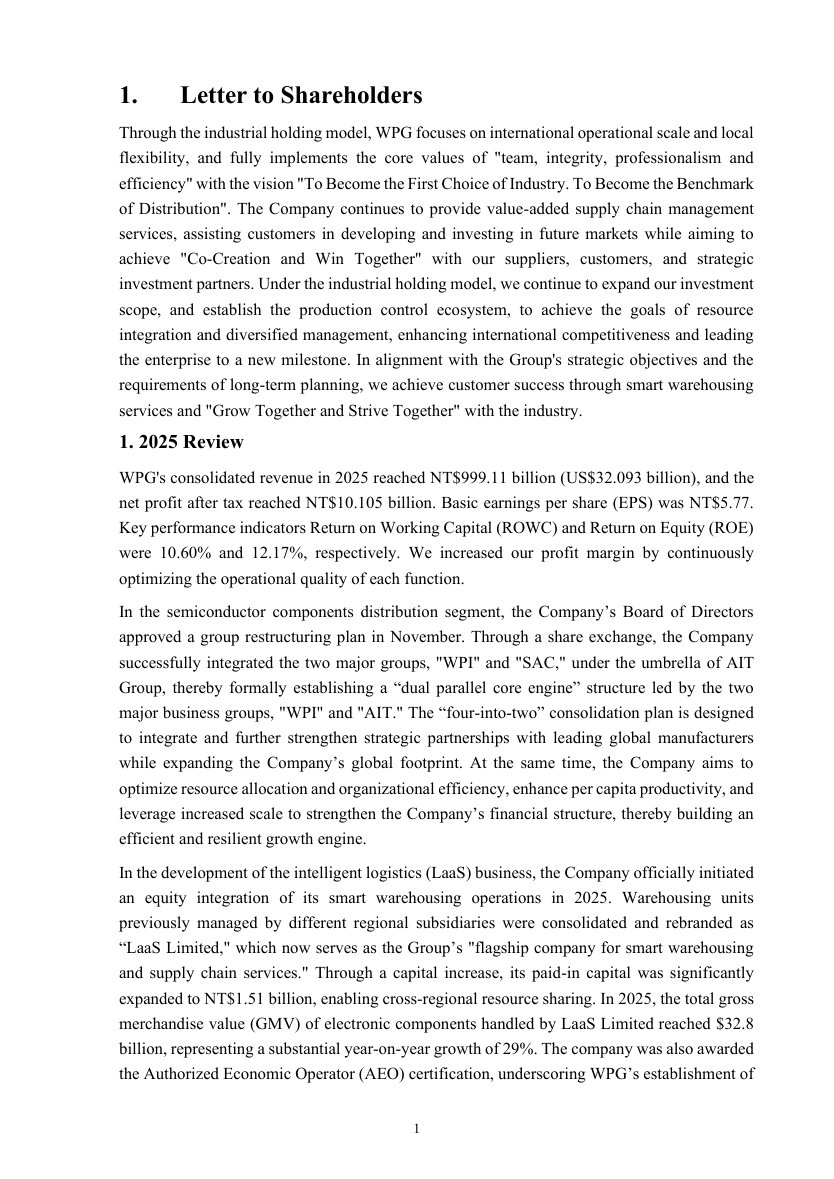 1. Letter to Shareholders
Through the industrial holding model, WPG focuses on international operational scale and local
flexibility, and fully implements the core values of "team, integrity, professionalism and
efficiency" with the vision "To Become the First Choice of Industry. To Become the Benchmark
of Distribution". The Company continues to provide value-added supply chain management
services, assisting customers in developing and investing in future markets while aiming to
achieve "Co-Creation and Win Together" with our suppliers, customers, and strategic
investment partners. Under the industrial holding model, we continue to expand our investment
scope, and establish the production control ecosystem, to achieve the goals of resource
integration and diversified management, enhancing international competitiveness and leading
the enterprise to a new milestone. In alignment with the Group's strategic objectives and the
requirements of long-term planning, we achieve customer success through smart warehousing
services and "Grow Together and Strive Together" with the industry.
1. 2025 Review
WPG's consolidated revenue in 2025 reached NT$999.11 billion (US$32.093 billion), and the
net profit after tax reached NT$10.105 billion. Basic earnings per share (EPS) was NT$5.77.
Key performance indicators Return on Working Capital (ROWC) and Return on Equity (ROE)
were 10.60% and 12.17%, respectively. We increased our profit margin by continuously
optimizing the operational quality of each function.
In the semiconductor components distribution segment, the Company’s Board of Directors
approved a group restructuring plan in November. Through a share exchange, the Company
successfully integrated the two major groups, "WPI" and "SAC," under the umbrella of AIT
Group, thereby formally establishing a “dual parallel core engine” structure led by the two
major business groups, "WPI" and "AIT." The “four-into-two” consolidation plan is designed
to integrate and further strengthen strategic partnerships with leading global manufacturers
while expanding the Company’s global footprint. At the same time, the Company aims to
optimize resource allocation and organizational efficiency, enhance per capita productivity, and
leverage increased scale to strengthen the Company’s financial structure, thereby building an
efficient and resilient growth engine.
In the development of the intelligent logistics (LaaS) business, the Company officially initiated
an equity integration of its smart warehousing operations in 2025. Warehousing units
previously managed by different regional subsidiaries were consolidated and rebranded as
“LaaS Limited," which now serves as the Group’s "flagship company for smart warehousing
and supply chain services." Through a capital increase, its paid-in capital was significantly
expanded to NT$1.51 billion, enabling cross-regional resource sharing. In 2025, the total gross
merchandise value (GMV) of electronic components handled by LaaS Limited reached $32.8
billion, representing a substantial year-on-year growth of 29%. The company was also awarded
the Authorized Economic Operator (AEO) certification, underscoring WPG’s establishment of
1